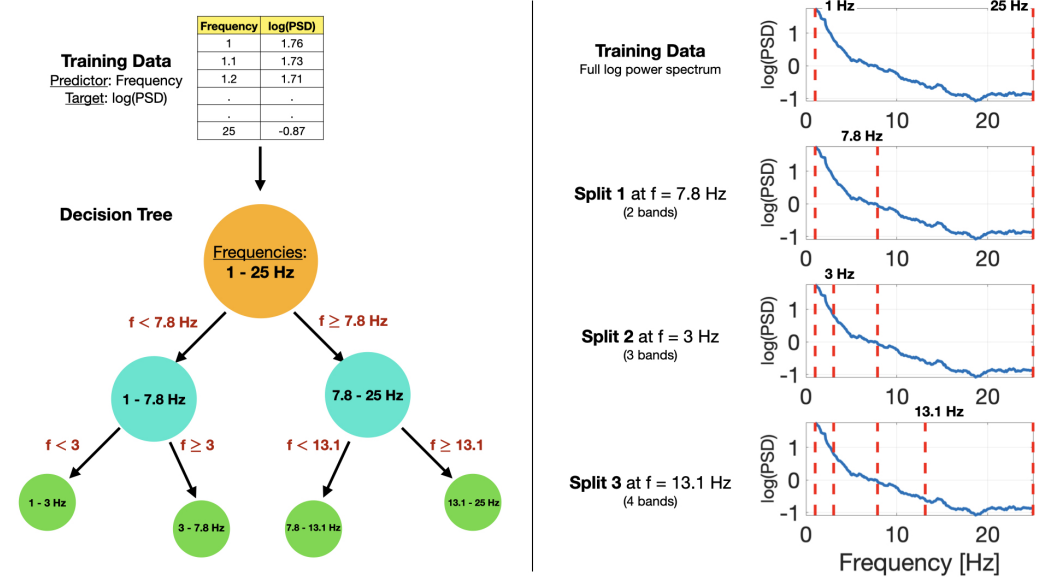 Training Data
Predictor: Frequency
Target: log(PSD)
Frequency log(PSD)
1 1.76
1.1 1.73
1.2 1.71
. .
. .
25 -0.87
Decision Tree
Frequencies:
1 - 25 Hz
f < 7.8 Hz
f ≥ 7.8 Hz
1 - 7.8 Hz
7.8 - 25 Hz
f < 3
f ≥ 3
f < 13.1
f ≥ 13.1
1 - 3 Hz
3 - 7.8 Hz
7.8 - 13.1 Hz
13.1 - 25 Hz
Training Data
Full log power spectrum
1 Hz
25 Hz
log(PSD)
1
0
-1
0 10 20
Split 1 at f = 7.8 Hz
(2 bands)
7.8 Hz
log(PSD)
1
0
-1
0 10 20
Split 2 at f = 3 Hz
(3 bands)
3 Hz
log(PSD)
1
0
-1
0 10 20
Split 3 at f = 13.1 Hz
(4 bands)
13.1 Hz
log(PSD)
1
0
-1
0 10 20
Frequency [Hz]